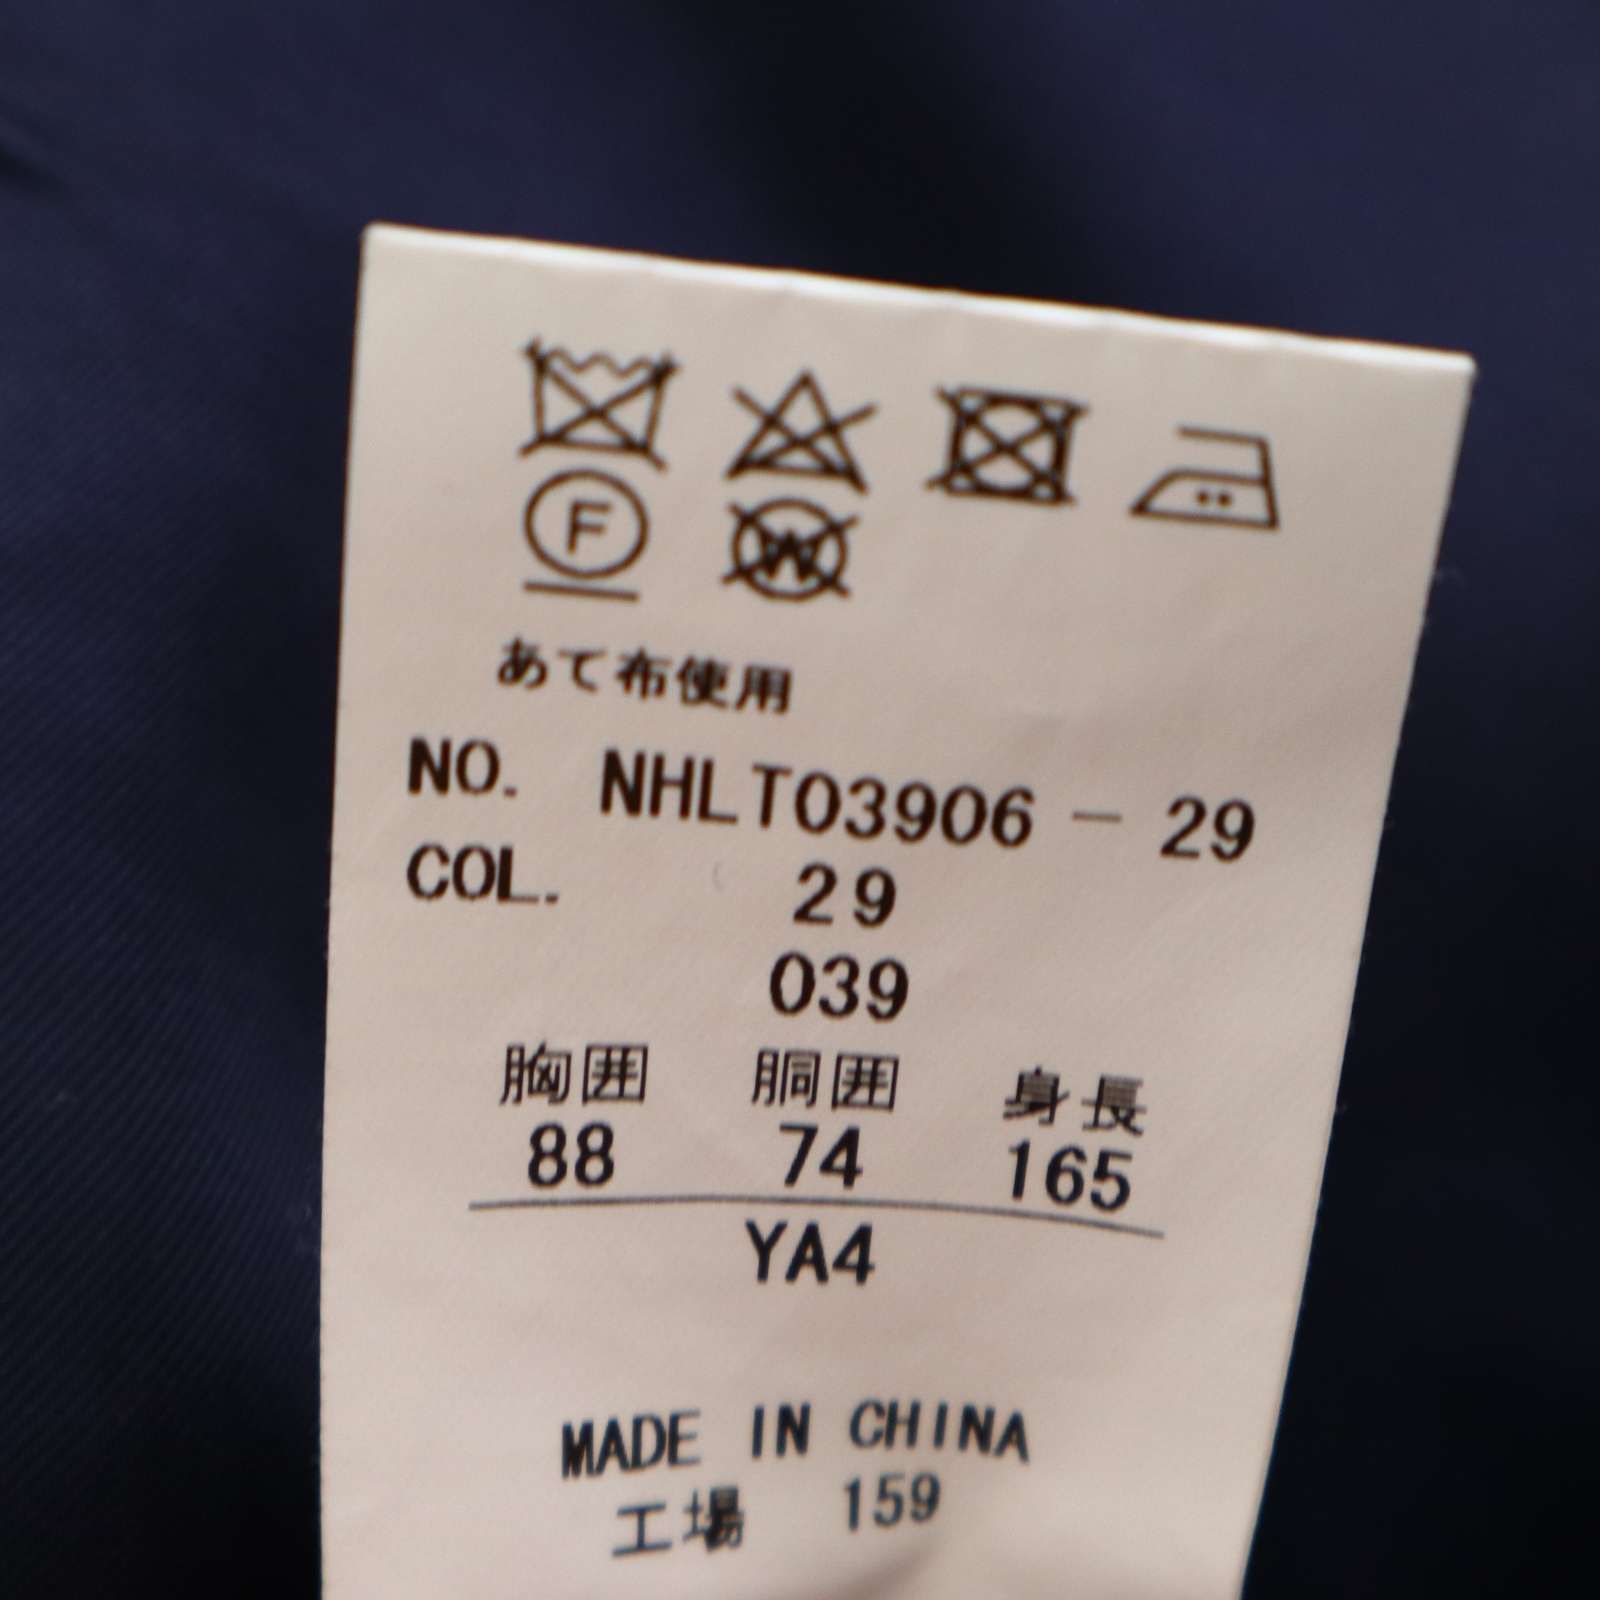 F W
あて布使用
NO. NHLT03906 - 29
COL. 29
039
胸囲 胴囲 身長
88 74 165
YA4
MADE IN CHINA
工場 159